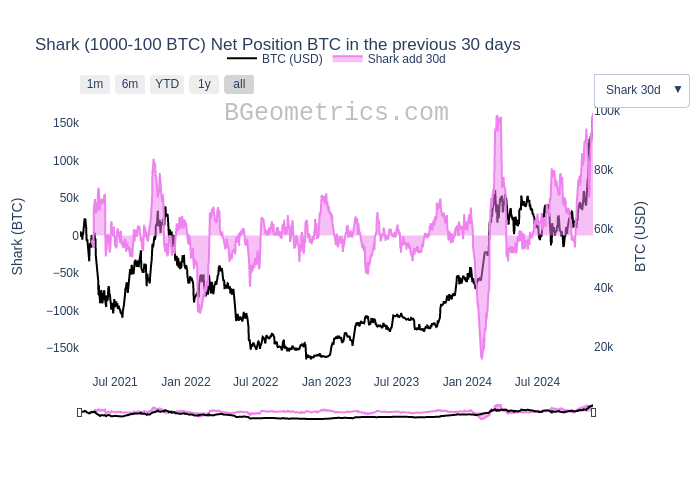 Shark (1000-100 BTC) Net Position BTC in the previous 30 days
BTC (USD) Shark add 30d
1m 6m YTD 1y all
Shark 30d ▼
BGeometrics.com
150k
100k
50k
0
−50k
−100k
−150k
Shark (BTC)
100k
80k
60k
40k
20k
BTC (USD)
Jul 2021 Jan 2022 Jul 2022 Jan 2023 Jul 2023 Jan 2024 Jul 2024